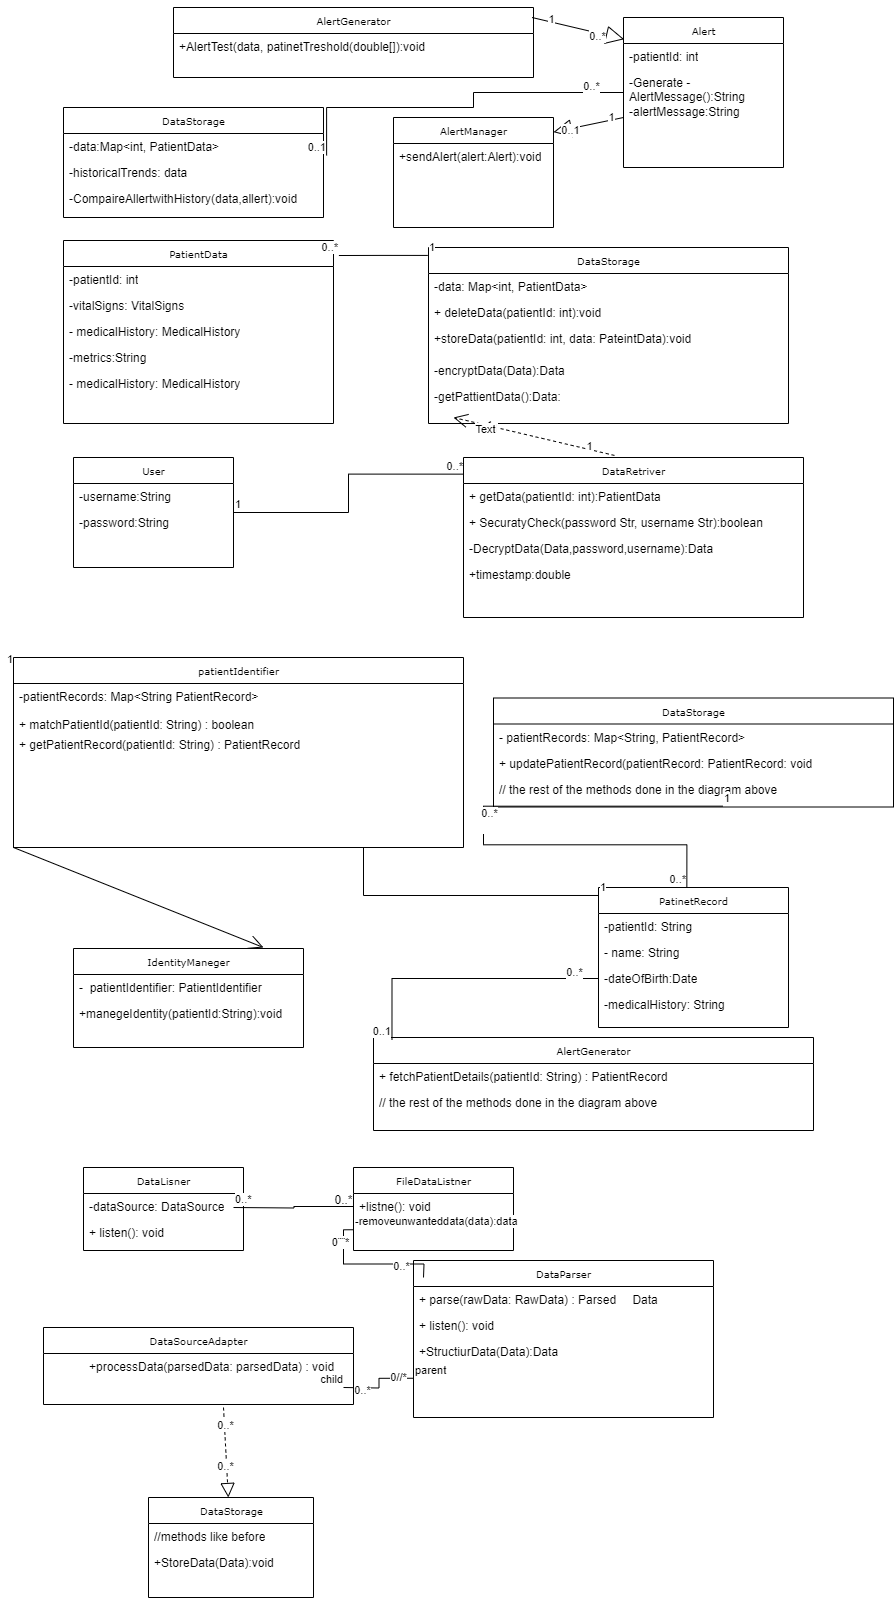 AlertGenerator
+AlertTest(data, patinetTreshold(double[]):void
1
0..*
Alert
-patientId: int
-Generate -
AlertMessage():String
-alertMessage:String
0..*
1
0..1
DataStorage
-data:Map<int, PatientData>
-historicalTrends: data
-CompaireAllertwithHistory(data,allert):void
0..1
AlertManager
+sendAlert(alert:Alert):void
PatientData
-patientId: int
-vitalSigns: VitalSigns
- medicalHistory: MedicalHistory
-metrics:String
- medicalHistory: MedicalHistory
0..*
1
DataStorage
-data: Map<int, PatientData>
+ deleteData(patientId: int):void
+storeData(patientId: int, data: PateintData):void
-encryptData(Data):Data
-getPattientData():Data:
Text
1
User
-username:String
-password:String
1
0..*
DataRetriver
+ getData(patientId: int):PatientData
+ SecuratyCheck(password Str, username Str):boolean
-DecryptData(Data,password,username):Data
+timestamp:double
1
patientIdentifier
-patientRecords: Map<String PatientRecord>
+ matchPatientId(patientId: String) : boolean
+ getPatientRecord(patientId: String) : PatientRecord
DataStorage
- patientRecords: Map<String, PatientRecord>
+ updatePatientRecord(patientRecord: PatientRecord: void
// the rest of the methods done in the diagram above
1
0..*
0..*
1
PatinetRecord
-patientId: String
- name: String
-dateOfBirth:Date
-medicalHistory: String
IdentityManeger
- patientIdentifier: PatientIdentifier
+manegeIdentity(patientId:String):void
0..*
0..1
AlertGenerator
+ fetchPatientDetails(patientId: String) : PatientRecord
// the rest of the methods done in the diagram above
DataLisner
-dataSource: DataSource
+ listen(): void
0..*
0..*
FileDataListner
+listne(): void
-removeunwanteddata(data):data
0..*
0..*
DataParser
+ parse(rawData: RawData) : Parsed Data
+ listen(): void
+StructiurData(Data):Data
parent
DataSourceAdapter
+processData(parsedData: parsedData) : void
child
0..*
0//*
0..*
0..*
DataStorage
//methods like before
+StoreData(Data):void